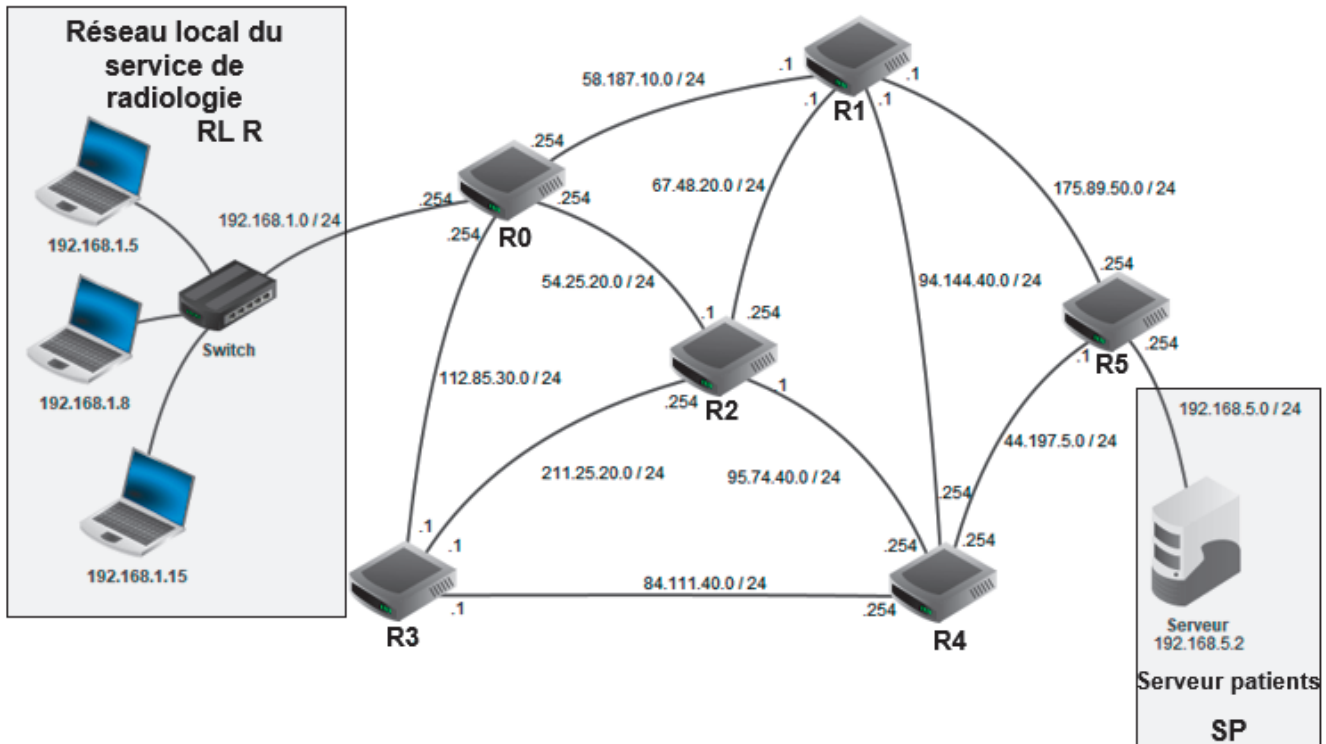 Réseau local du
service de
radiologie
RL R
192.168.1.5
192.168.1.8
192.168.1.15
Switch
192.168.1.0 / 24
.254
.254
.254
.254
R0
58.187.10.0 / 24
54.25.20.0 / 24
112.85.30.0 / 24
.1
.1
.1
.1
R1
67.48.20.0 / 24
94.144.40.0 / 24
175.89.50.0 / 24
.1
.254
.254
.1
R2
211.25.20.0 / 24
95.74.40.0 / 24
.1
.1
.1
R3
84.111.40.0 / 24
.254
.254
.254
.254
R4
44.197.5.0 / 24
.254
.1
.254
R5
192.168.5.0 / 24
Serveur
192.168.5.2
Serveur patients
SP